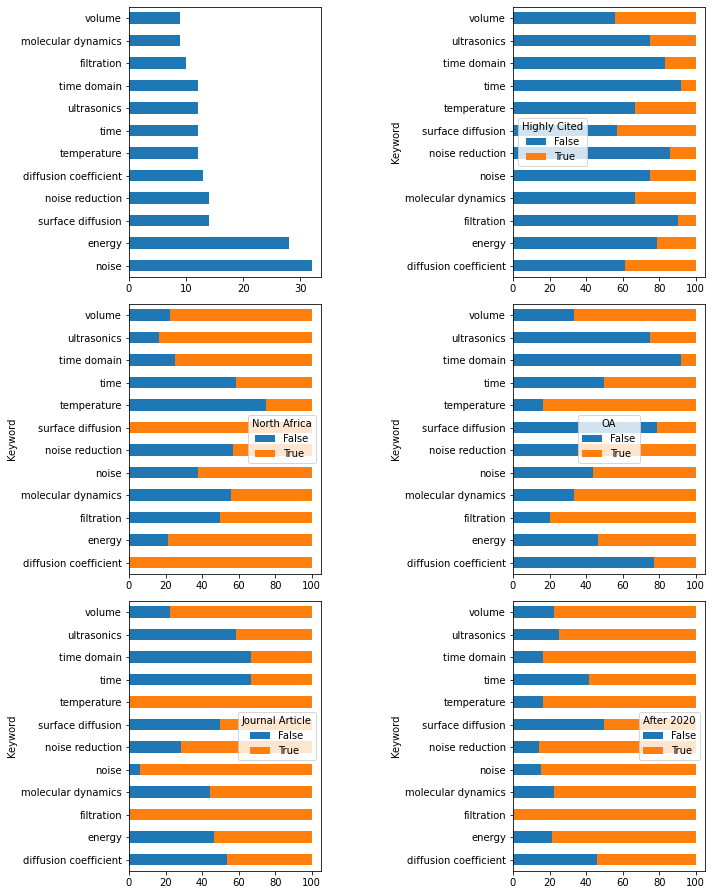 volume
molecular dynamics
filtration
time domain
ultrasonics
time
temperature
diffusion coefficient
noise reduction
surface diffusion
energy
noise
0 10 20 30
Keyword
volume
ultrasonics
time domain
time
temperature
surface diffusion
noise reduction
noise
molecular dynamics
filtration
energy
diffusion coefficient
Highly Cited
False
True
0 20 40 60 80 100
Keyword
volume
ultrasonics
time domain
time
temperature
surface diffusion
noise reduction
noise
molecular dynamics
filtration
energy
diffusion coefficient
North Africa
False
True
0 20 40 60 80 100
Keyword
volume
ultrasonics
time domain
time
temperature
surface diffusion
noise reduction
noise
molecular dynamics
filtration
energy
diffusion coefficient
OA
False
True
0 20 40 60 80 100
Keyword
volume
ultrasonics
time domain
time
temperature
surface diffusion
noise reduction
noise
molecular dynamics
filtration
energy
diffusion coefficient
Journal Article
False
True
0 20 40 60 80 100
Keyword
volume
ultrasonics
time domain
time
temperature
surface diffusion
noise reduction
noise
molecular dynamics
filtration
energy
diffusion coefficient
After 2020
False
True
0 20 40 60 80 100